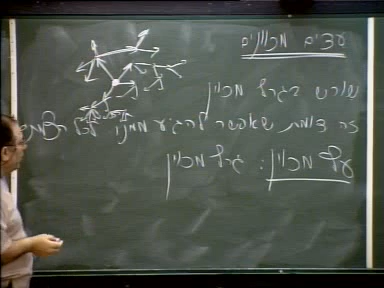 עצים מכוונים
שורש בגרף מכוון
זה צומת שאפשר להגיע ממנו לכל הצמתים
עץ מכוון: גרף מכוון